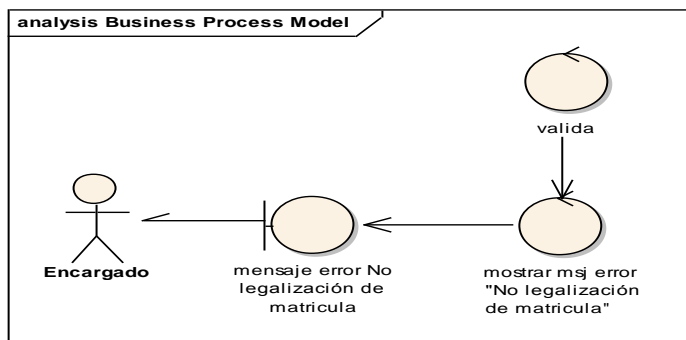 analysis Business Process Model
valida
Encargado
mensaje error No
legalización de
matricula
mostrar msj error
"No legalización
de matricula"